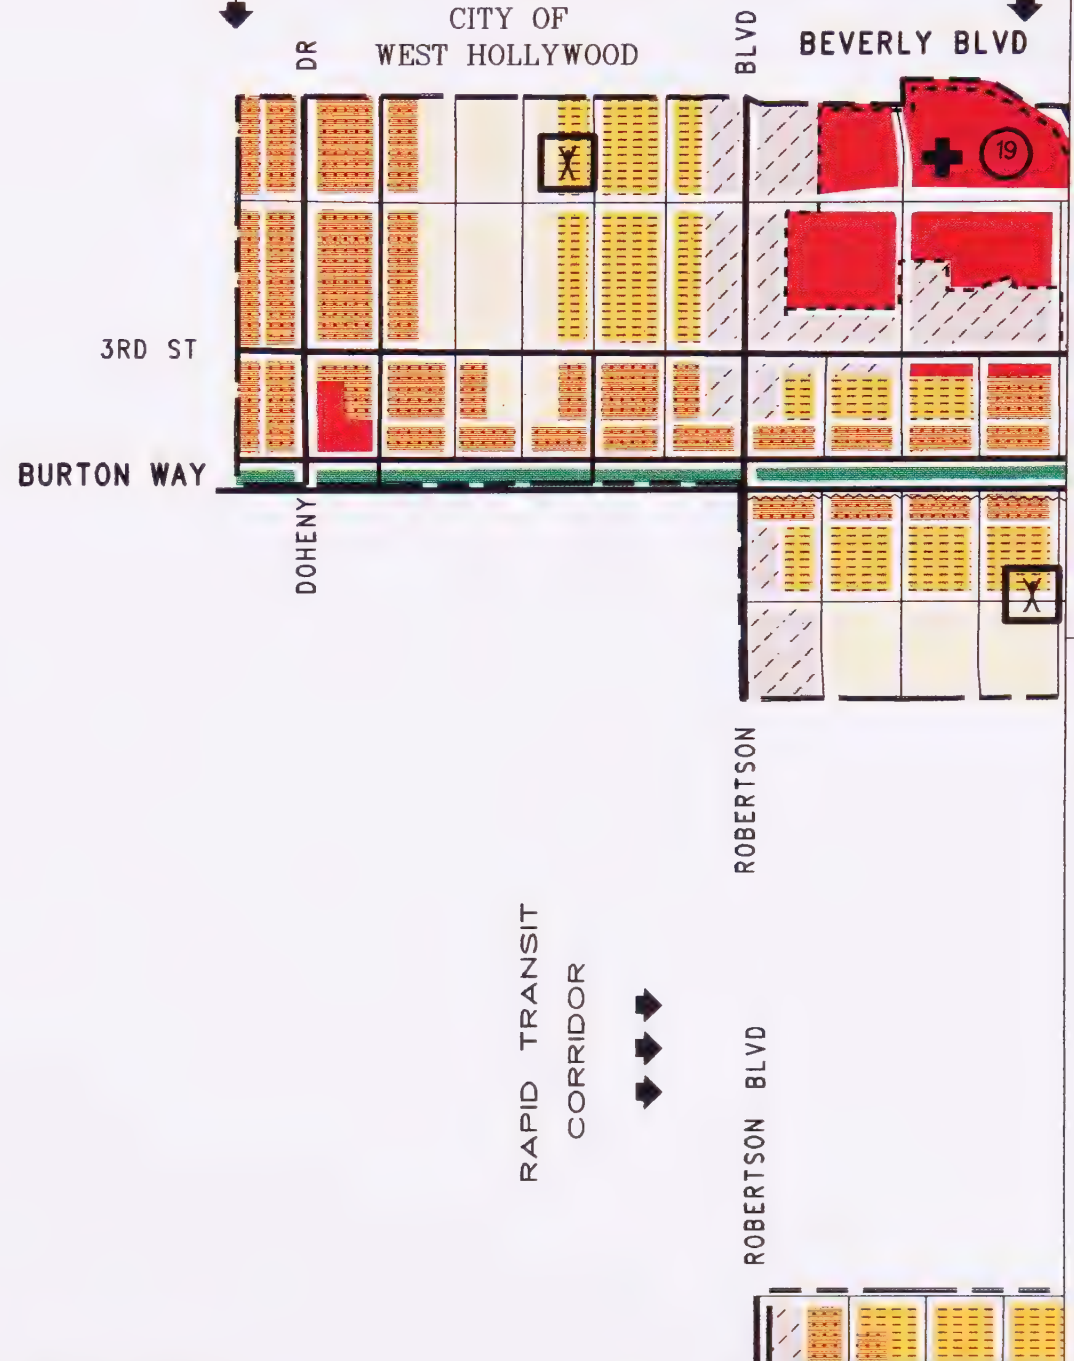 CITY OF
WEST HOLLYWOOD
DR
BLVD
BEVERLY BLVD
19
3RD ST
BURTON WAY
DOHENY
ROBERTSON
RAPID TRANSIT
CORRIDOR
ROBERTSON BLVD